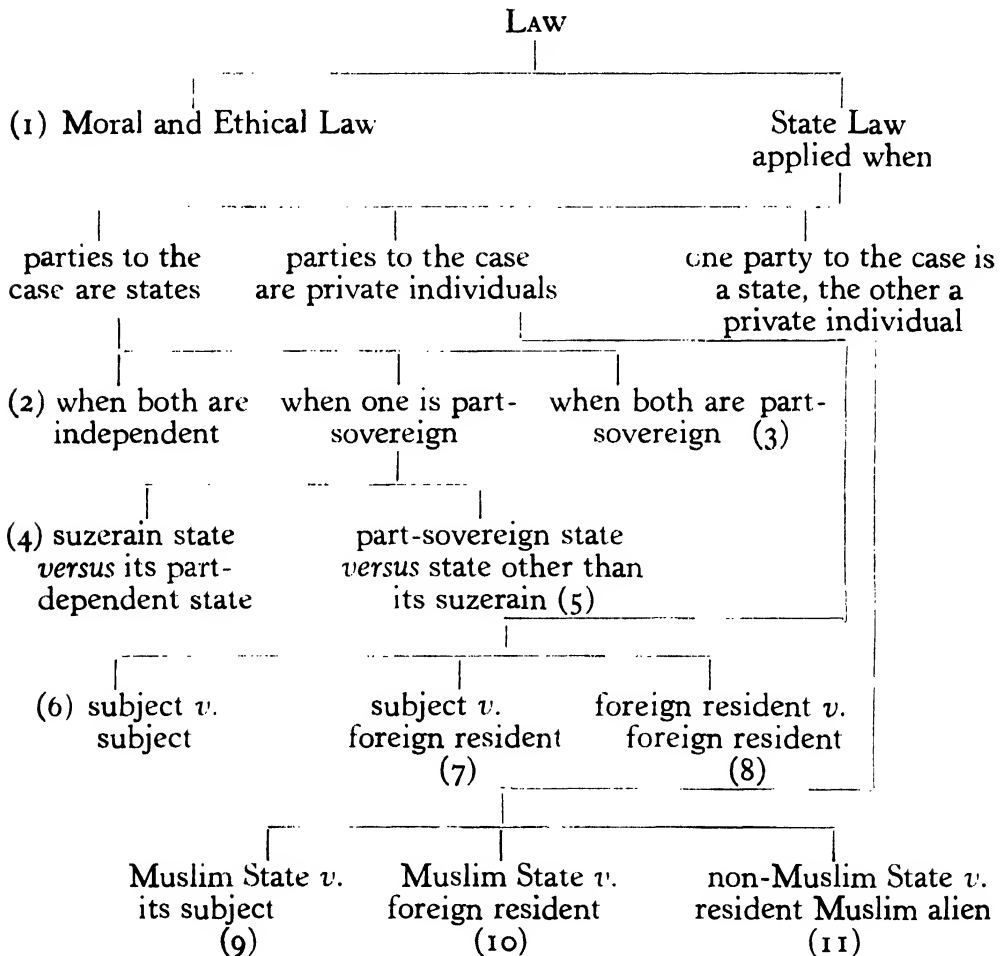 LAW
(1) Moral and Ethical Law
State Law
applied when
parties to the
case are states
parties to the case
are private individuals
one party to the case is
a state, the other a
private individual
(2) when both are
independent
when one is part-
sovereign
when both are part-
sovereign (3)
(4) suzerain state
versus its part-
dependent state
part-sovereign state
versus state other than
its suzerain (5)
(6) subject v.
subject
subject v.
foreign resident
(7)
foreign resident v.
foreign resident
(8)
Muslim State v.
its subject
(9)
Muslim State v.
foreign resident
(10)
non-Muslim State v.
resident Muslim alien
(11)